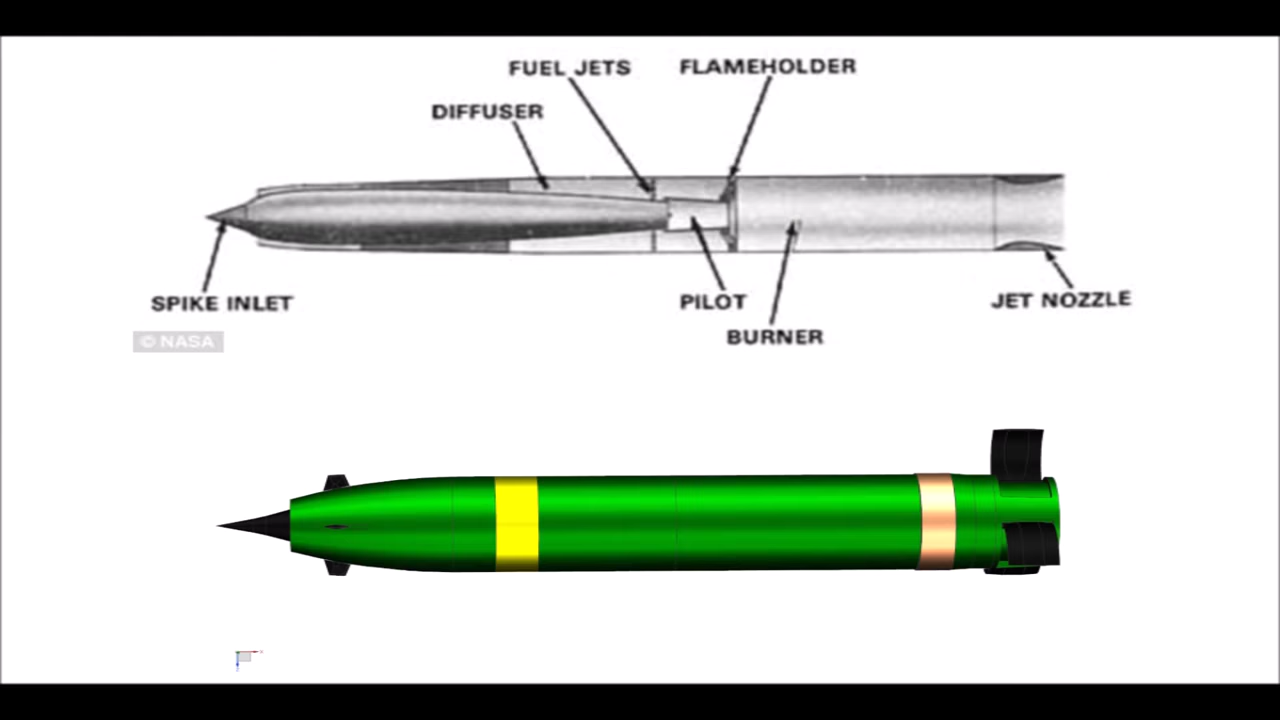 FUEL JETS
FLAMEHOLDER
DIFFUSER
SPIKE INLET
PILOT
JET NOZZLE
BURNER
© NASA